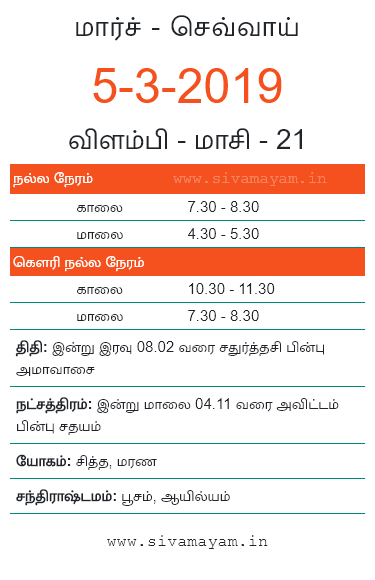 மார்ச் - செவ்வாய்
5-3-2019
விளம்பி - மாசி - 21
நல்ல நேரம் www.sivamayam.in
காலை 7.30 - 8.30
மாலை 4.30 - 5.30
கௌரி நல்ல நேரம்
காலை 10.30 - 11.30
மாலை 7.30 - 8.30
திதி: இன்று இரவு 08.02 வரை சதுர்த்தசி பின்பு
அமாவாசை
நட்சத்திரம்: இன்று மாலை 04.11 வரை அவிட்டம்
பின்பு சதயம்
யோகம்: சித்த, மரண
சந்திராஷ்டமம்: பூசம், ஆயில்யம்
www.sivamayam.in